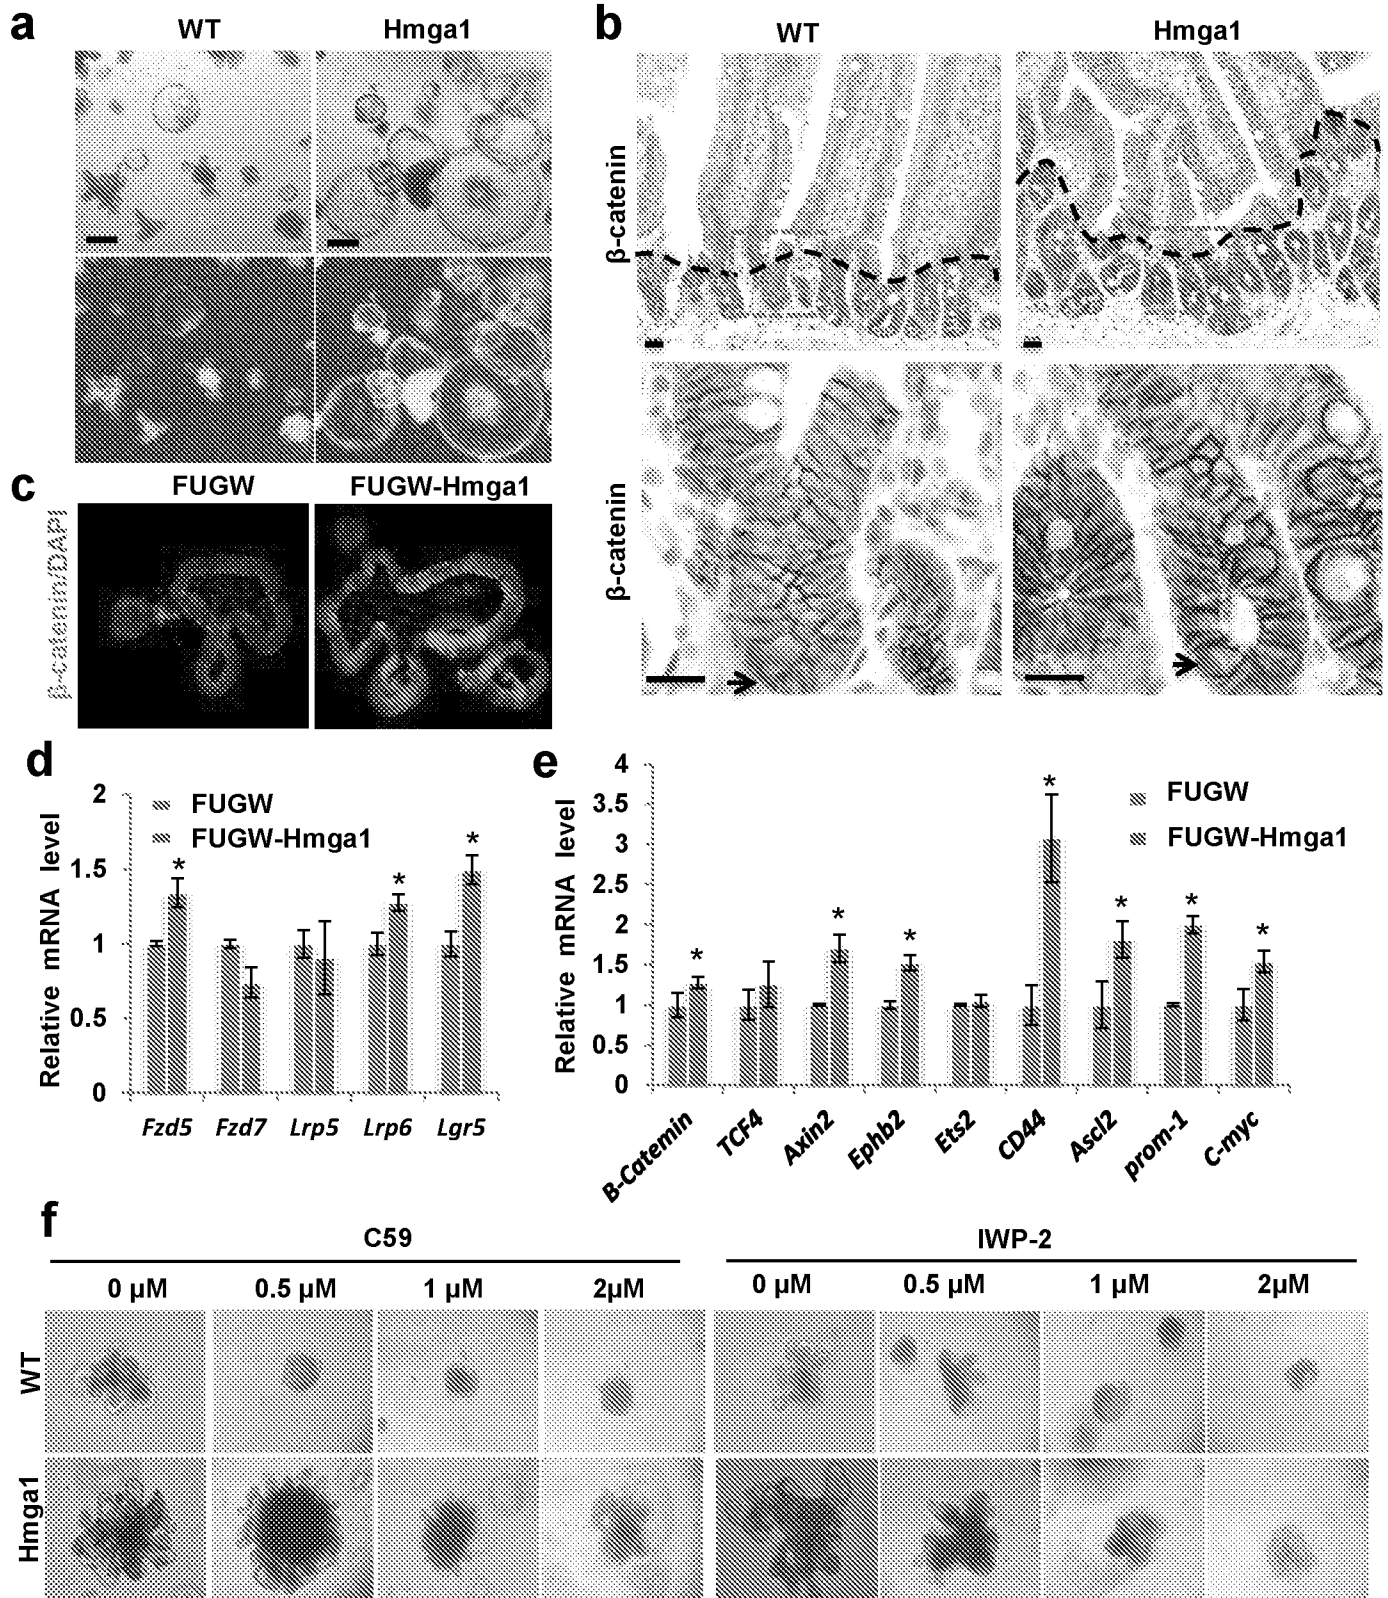 a
WT
Hmga1
b
WT
Hmga1
β-catenin
β-catenin
c
FUGW
FUGW-Hmga1
β-catenin/DAPI
d
Relative mRNA level
2
1.5
1
0.5
0
FUGW
FUGW-Hmga1
*
*
*
Fzd5 Fzd7 Lrp5 Lrp6 Lgr5
e
Relative mRNA level
4
3.5
3
2.5
2
1.5
1
0.5
0
FUGW
FUGW-Hmga1
*
*
*
*
*
*
*
B-Catemin TCF4 Axin2 Ephb2 Ets2 CD44 Ascl2 prom-1 C-myc
f
C59
IWP-2
0 µM 0.5 µM 1 µM 2µM 0 µM 0.5 µM 1 µM 2µM
WT
Hmga1